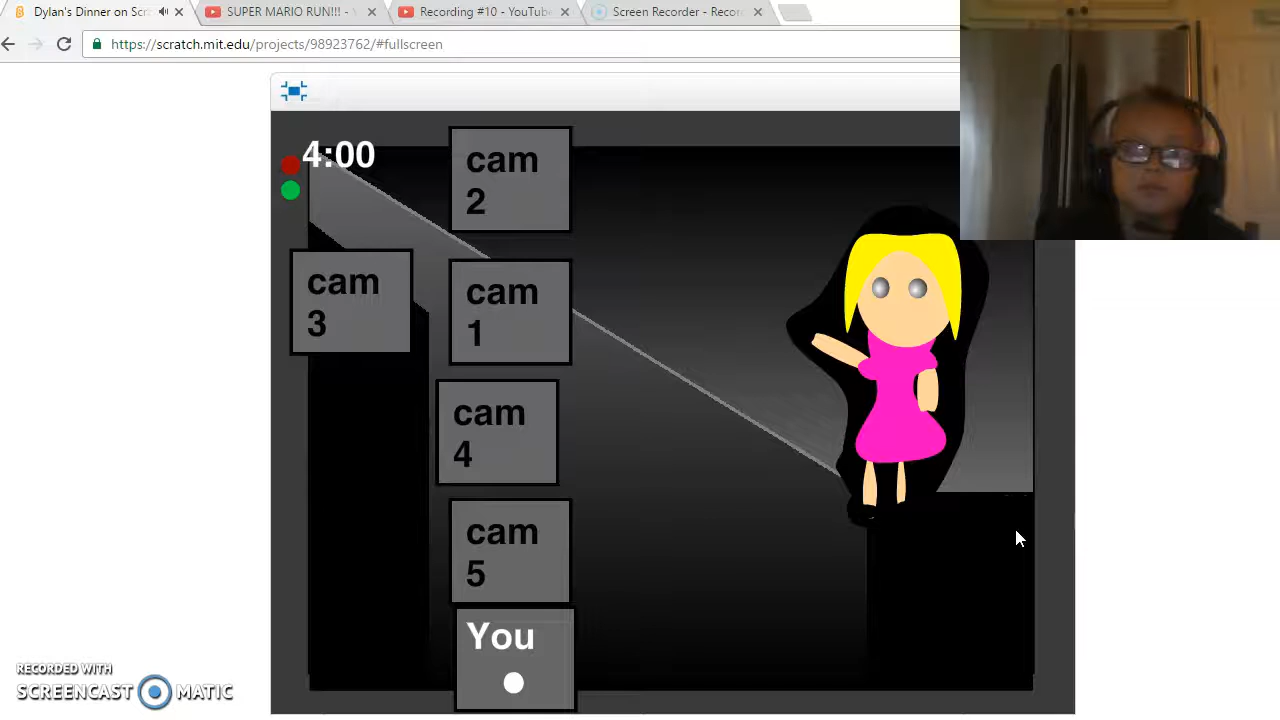 Dylan's Dinner on Scr
SUPER MARIO RUN!!! - Y
Recording #10 - YouTube
Screen Recorder - Record
https://scratch.mit.edu/projects/98923762/#fullscreen
4:00
cam
2
cam
3
cam
1
cam
4
cam
5
You
RECORDED WITH
SCREENCAST MATIC